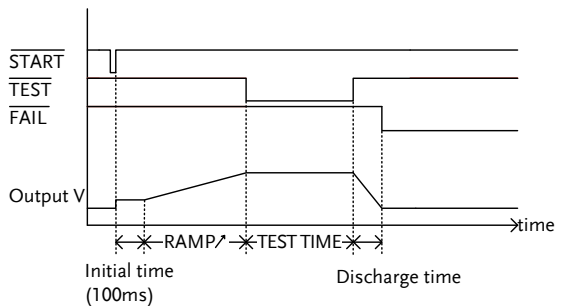 START
TEST
FAIL
Output V
time
RAMP↗ TEST TIME
Initial time
(100ms)
Discharge time